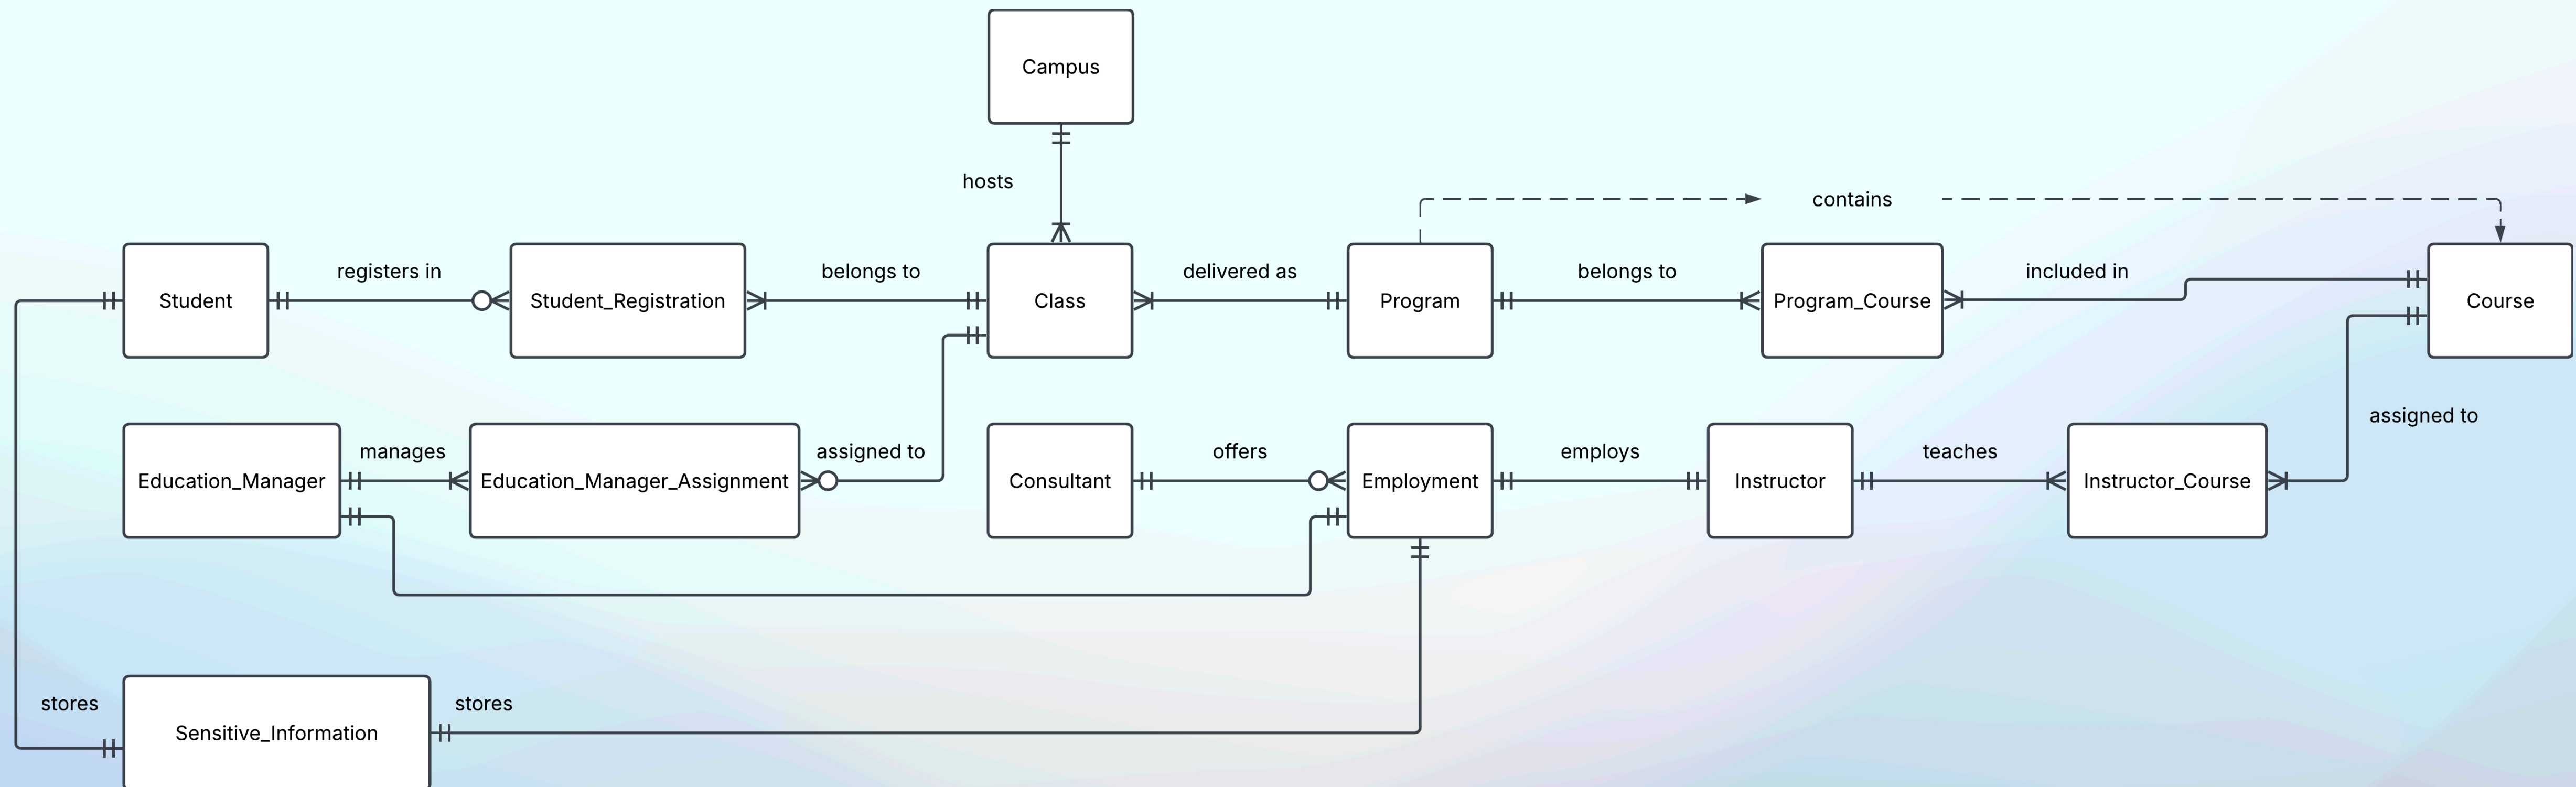 Campus
hosts
contains
Student
registers in
Student_Registration
belongs to
Class
delivered as
Program
belongs to
Program_Course
included in
Course
assigned to
Education_Manager
manages
Education_Manager_Assignment
assigned to
Consultant
offers
Employment
employs
Instructor
teaches
Instructor_Course
stores
Sensitive_Information
stores